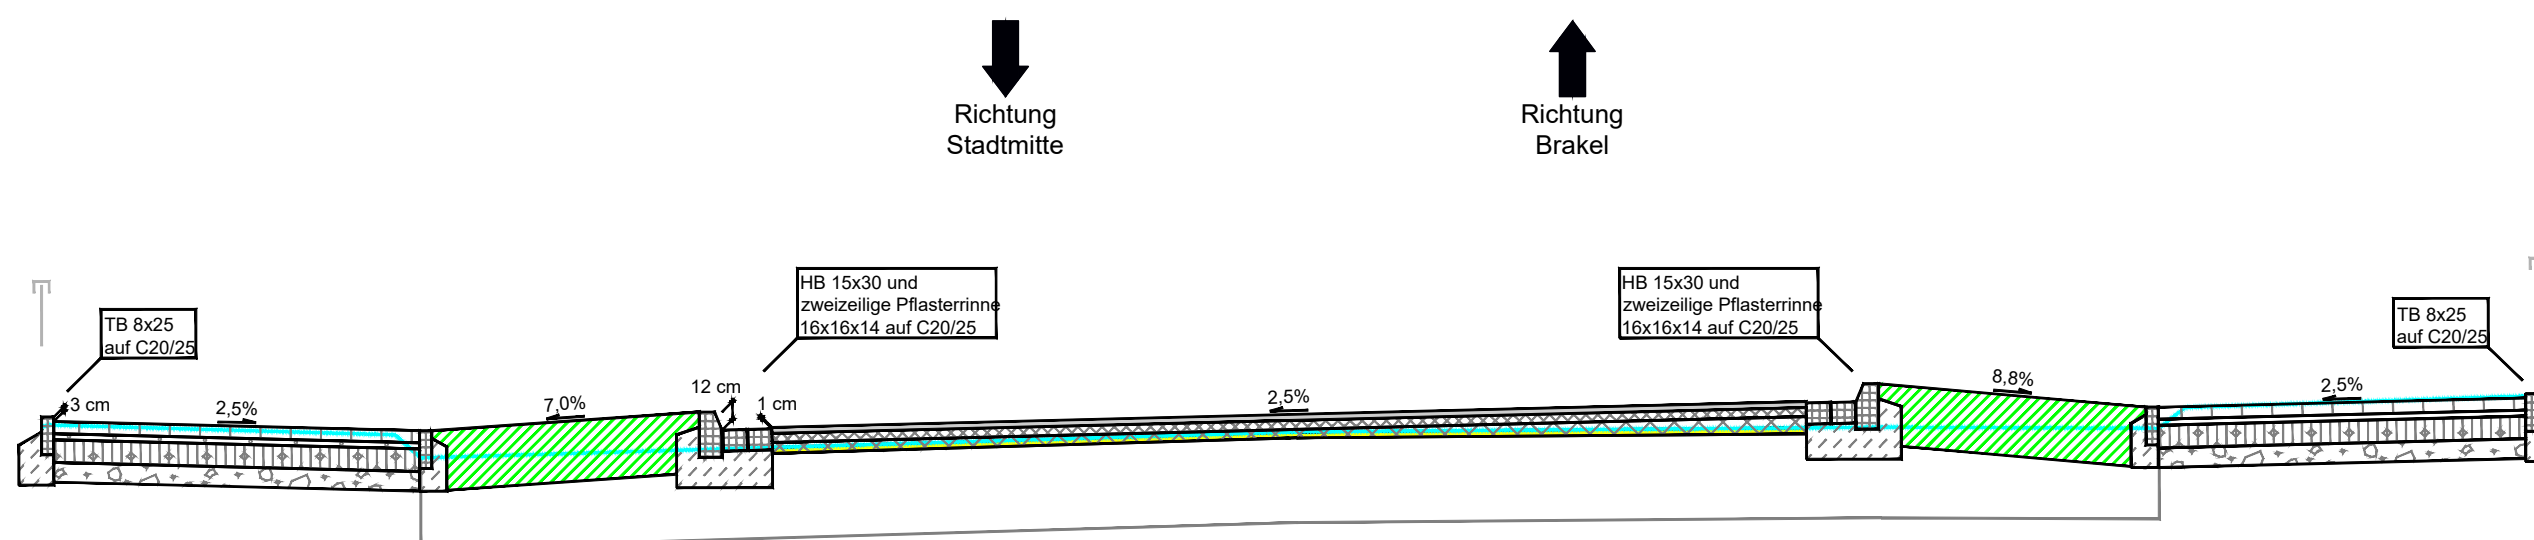 Richtung
Stadtmitte
Richtung
Brakel
HB 15x30 und
zweizeilige Pflasterrinne
16x16x14 auf C20/25
HB 15x30 und
zweizeilige Pflasterrinne
16x16x14 auf C20/25
TB 8x25
auf C20/25
TB 8x25
auf C20/25
3 cm
2,5%
7,0%
12 cm
1 cm
2,5%
8,8%
2,5%